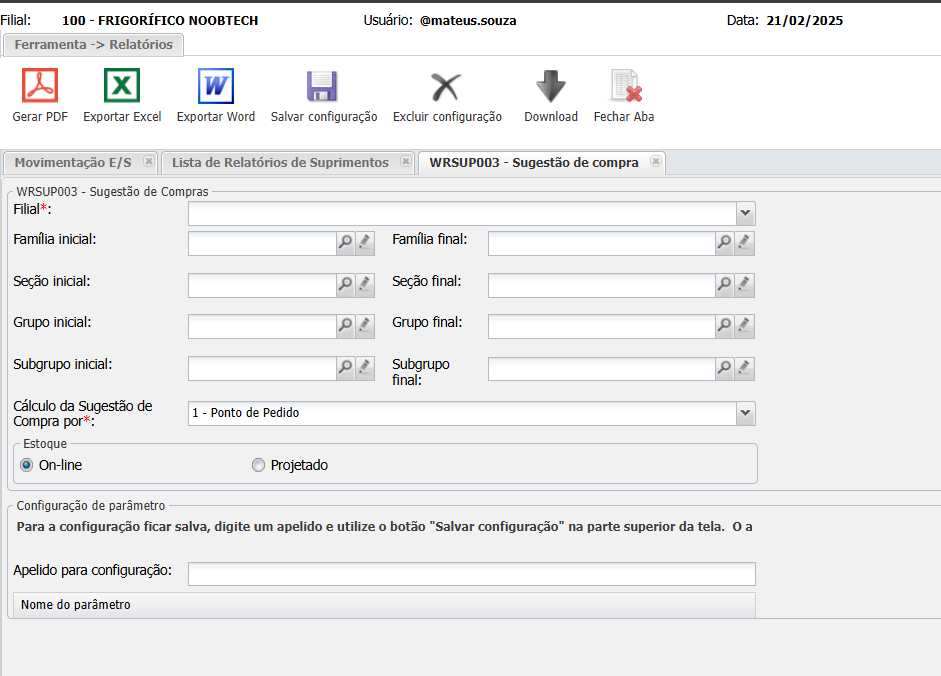 Filial: 100 - FRIGORÍFICO NOOBTECH Usuário: @mateus.souza Data: 21/02/2025
Ferramenta -> Relatórios
Gerar PDF Exportar Excel Exportar Word Salvar configuração Excluir configuração Download Fechar Aba
Movimentação E/S Lista de Relatórios de Suprimentos WRSUP003 - Sugestão de compra
WRSUP003 - Sugestão de Compras
Filial*:
Família inicial: Família final:
Seção inicial: Seção final:
Grupo inicial: Grupo final:
Subgrupo inicial: Subgrupo
final:
Cálculo da Sugestão de
Compra por*: 1 - Ponto de Pedido
Estoque
On-line Projetado
Configuração de parâmetro
Para a configuração ficar salva, digite um apelido e utilize o botão "Salvar configuração" na parte superior da tela. O a
Apelido para configuração:
Nome do parâmetro